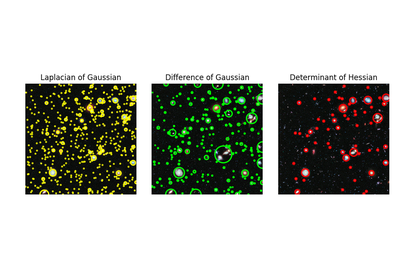 Laplacian of Gaussian
Difference of Gaussian
Determinant of Hessian